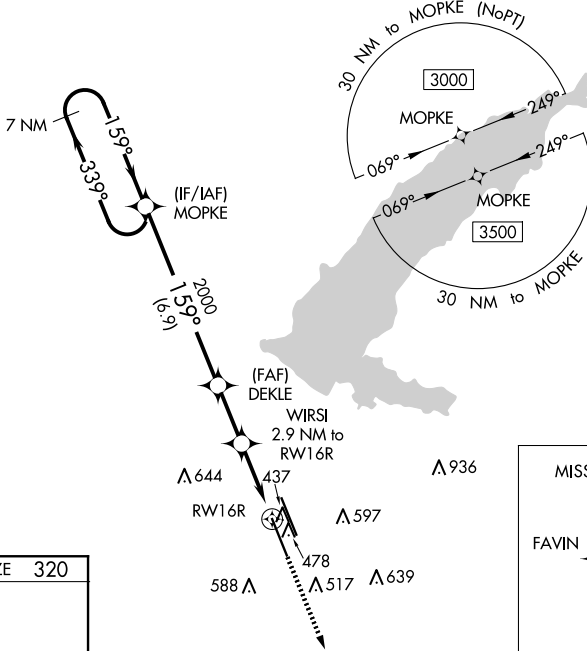 30 NM to MOPKE (NoPT)
3000
MOPKE
249°
069°
249°
069°
MOPKE
3500
30 NM to MOPKE
7 NM
159°
339°
(IF/IAF)
MOPKE
2000
159°
(6.9)
(FAF)
DEKLE
WIRSI
2.9 NM to
RW16R
644
437
936
RW16R
597
478
588
517
639
MISS
FAVIN
ZE 320